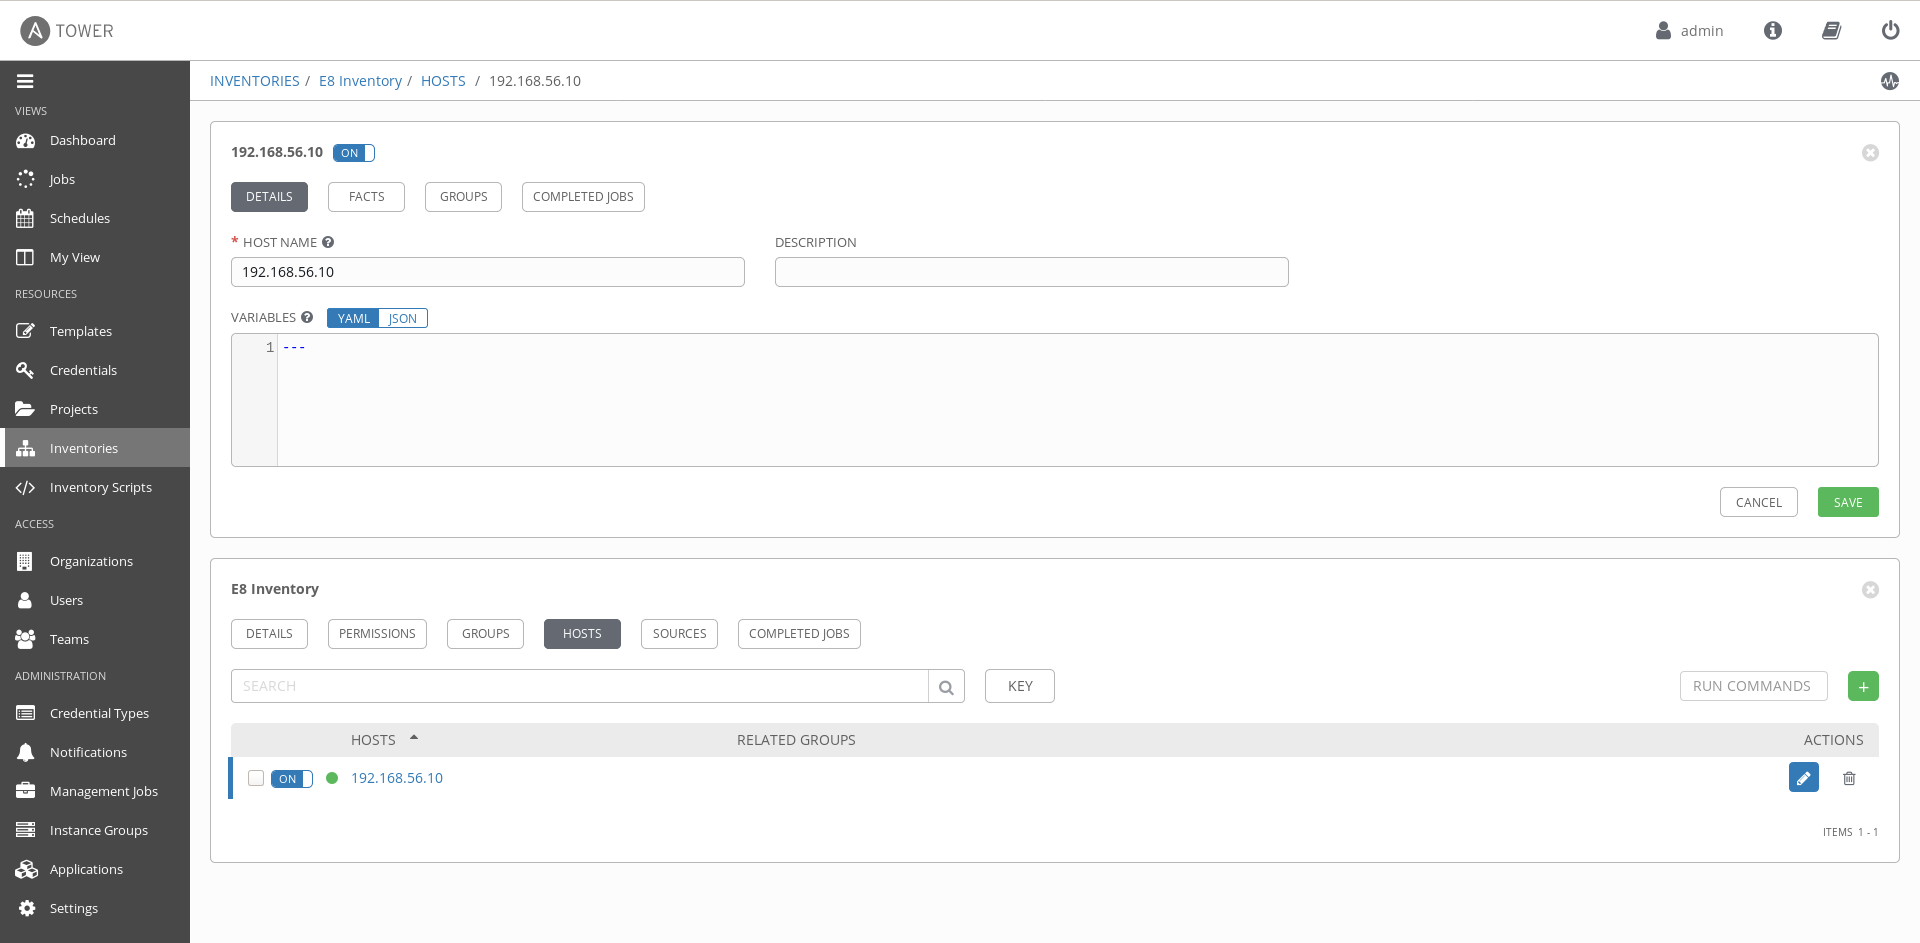 TOWER
admin
INVENTORIES / E8 Inventory / HOSTS / 192.168.56.10
VIEWS
Dashboard
Jobs
Schedules
My View
RESOURCES
Templates
Credentials
Projects
Inventories
Inventory Scripts
ACCESS
Organizations
Users
Teams
ADMINISTRATION
Credential Types
Notifications
Management Jobs
Instance Groups
Applications
Settings
192.168.56.10 ON
DETAILS FACTS GROUPS COMPLETED JOBS
* HOST NAME ? DESCRIPTION
192.168.56.10
VARIABLES ? YAML JSON
1 ---
CANCEL SAVE
E8 Inventory
DETAILS PERMISSIONS GROUPS HOSTS SOURCES COMPLETED JOBS
SEARCH KEY RUN COMMANDS +
HOSTS RELATED GROUPS ACTIONS
ON 192.168.56.10
ITEMS 1 - 1